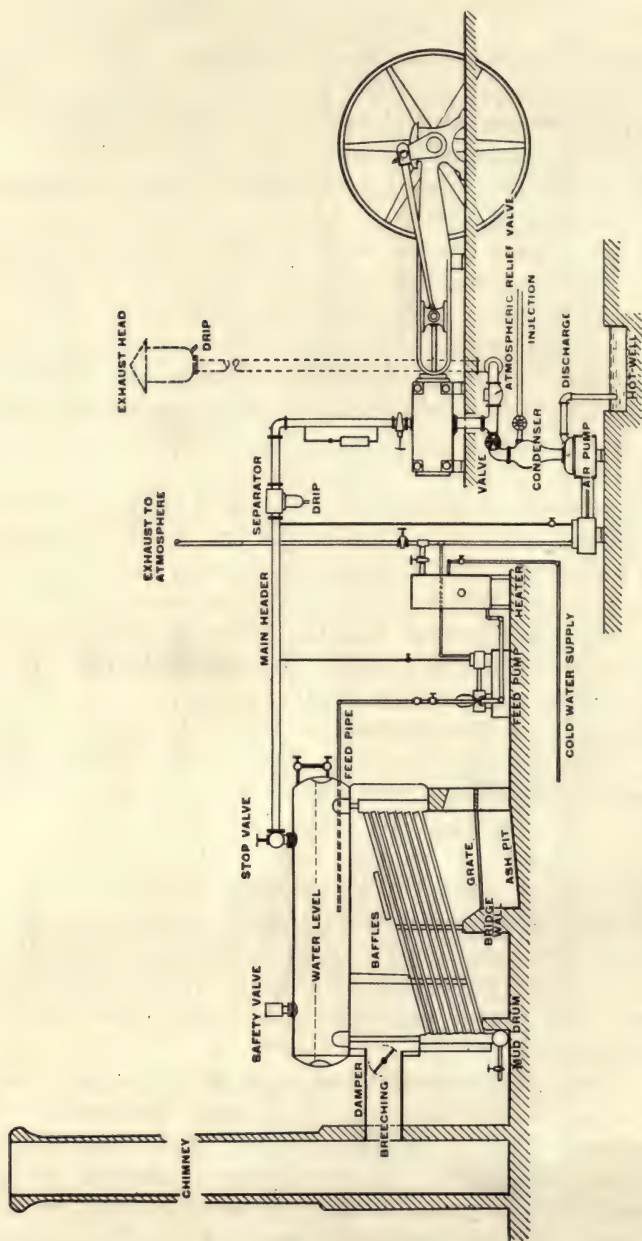 EXHAUST HEAD
DRIP
EXHAUST TO
ATMOSPHERE
SEPARATOR
DRIP
MAIN HEADER
STOP VALVE
SAFETY VALVE
WATER LEVEL
FEED PIPE
BAFFLES
DAMPER
BREECHING
CHIMNEY
GRATE
BRIDGE
WALL
ASH PIT
MUD DRUM
FEED PUMP
HEATER
COLD WATER SUPPLY
VALVE
CONDENSER
ATMOSPHERIC RELIEF VALVE
INJECTION
AIR PUMP
DISCHARGE
HOT-WELL